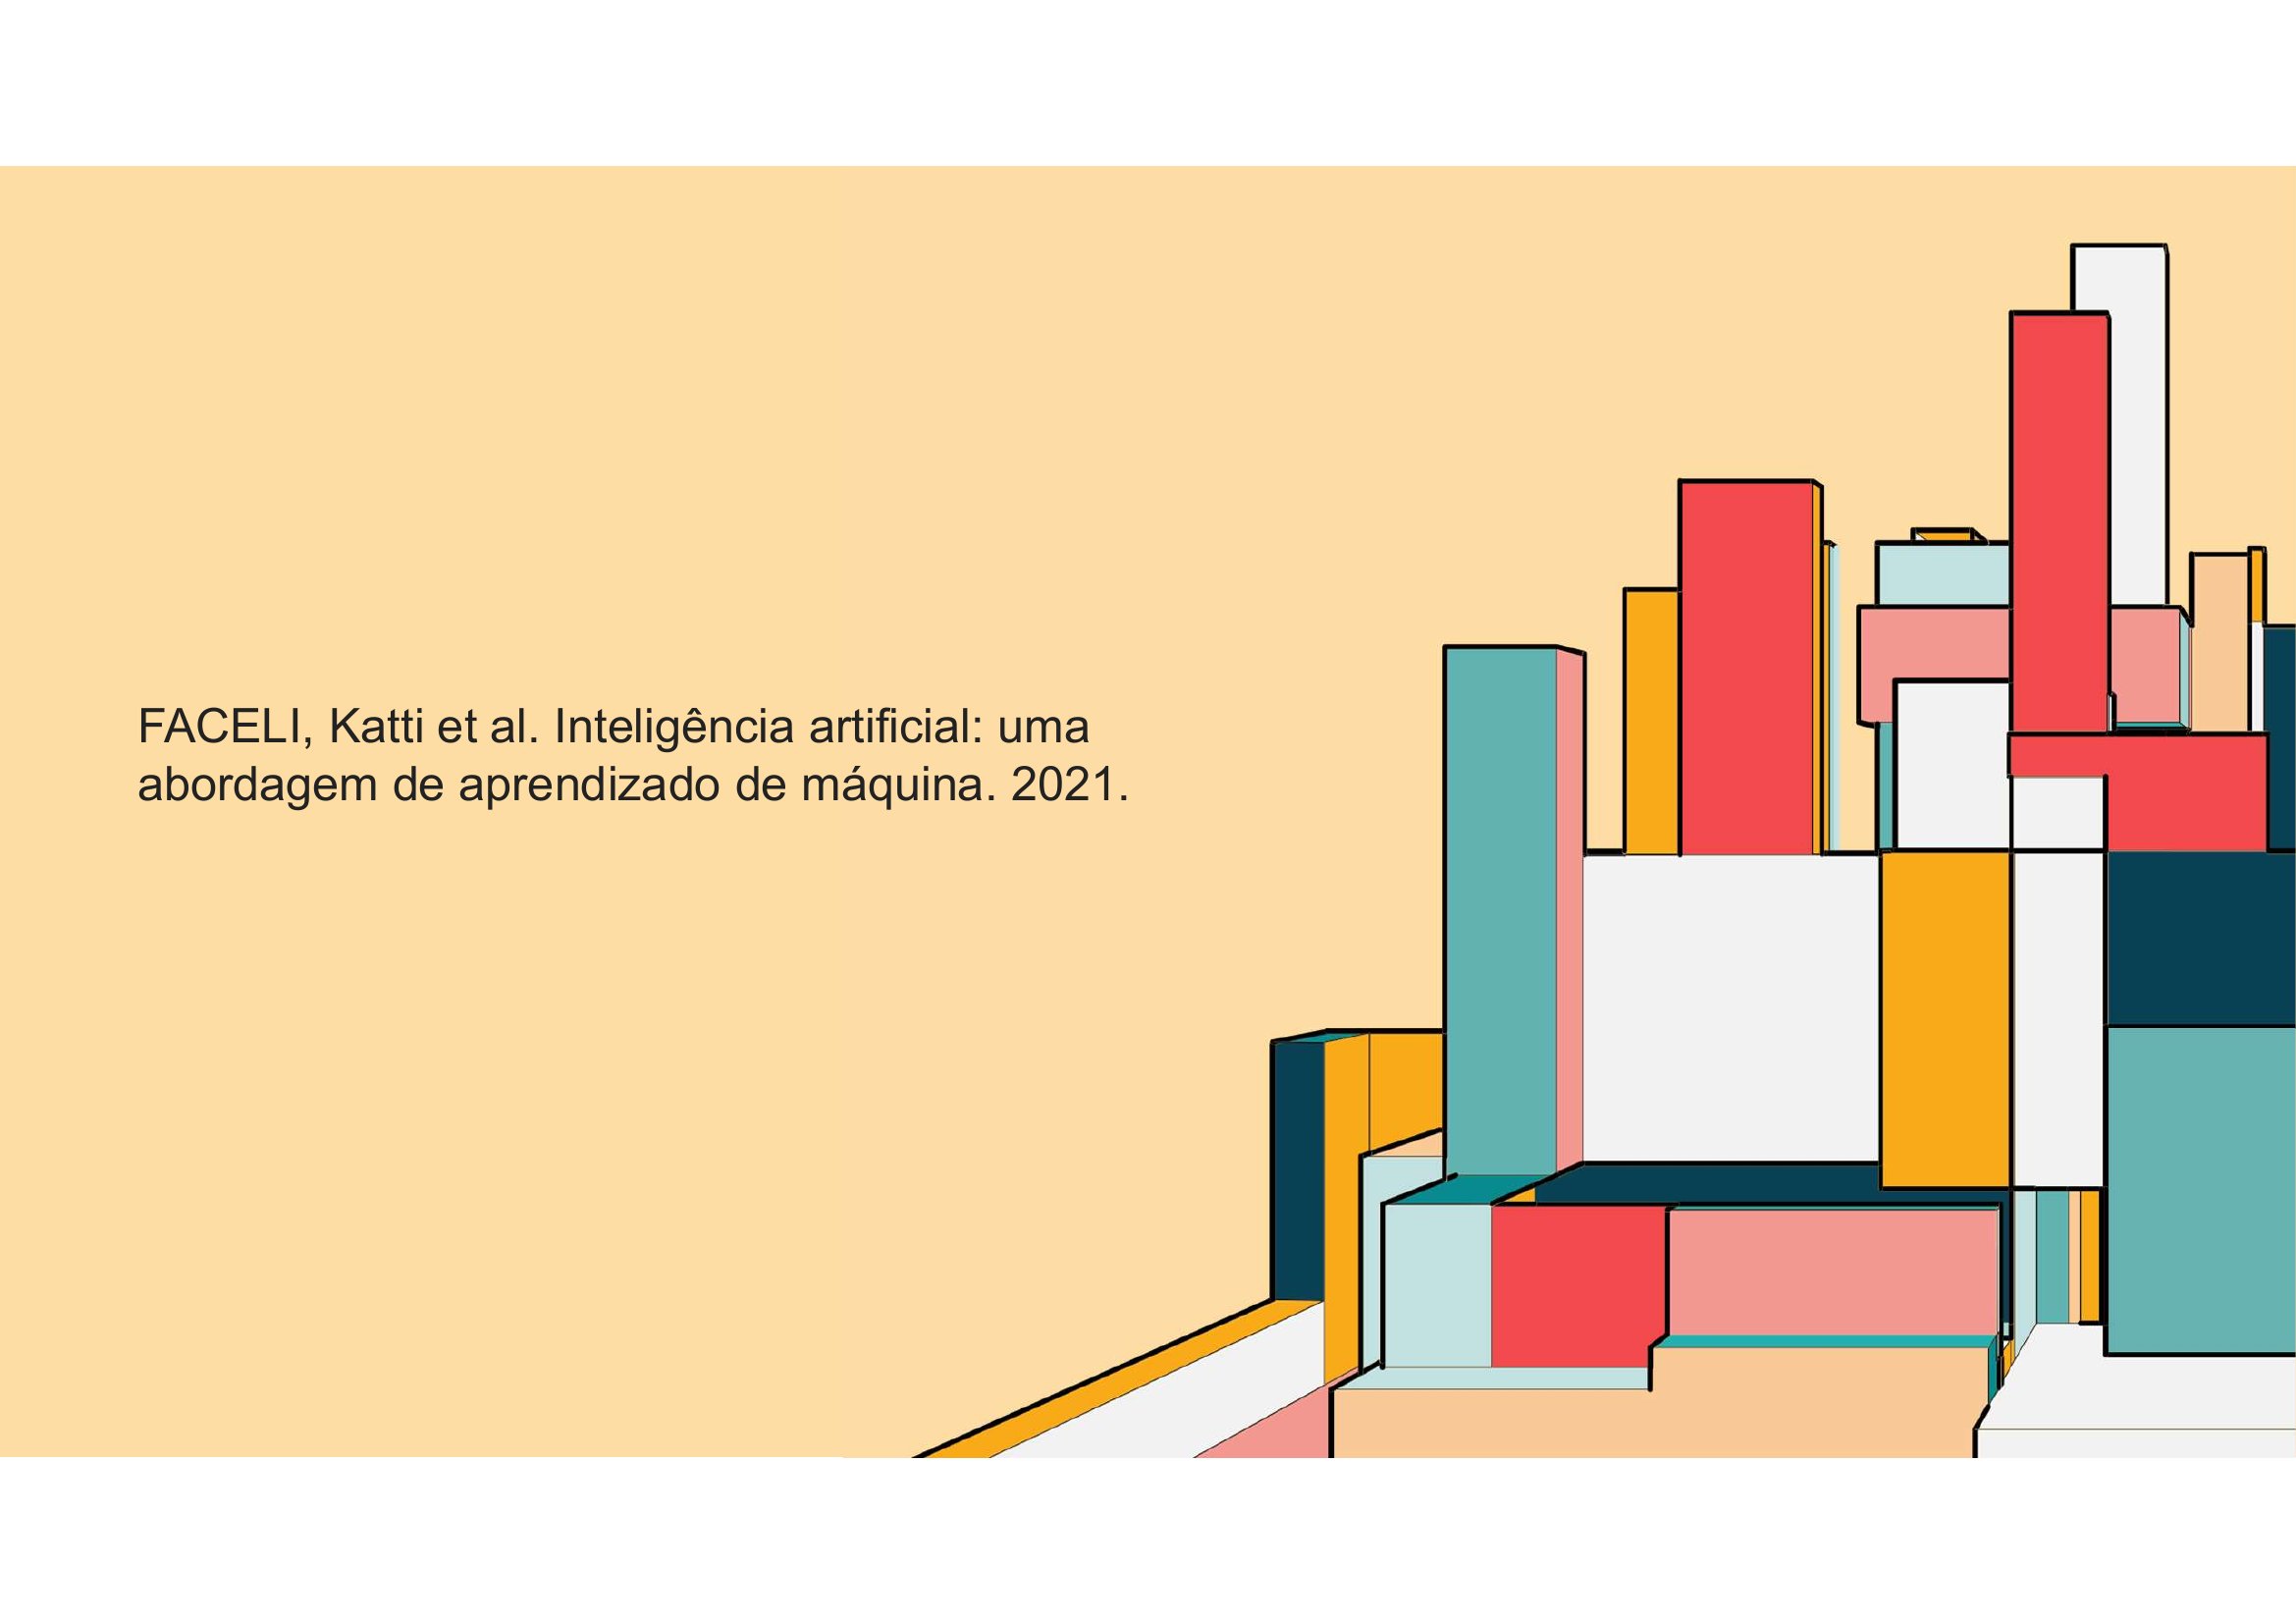 FACELI, Katti et al. Inteligência artificial: uma
abordagem de aprendizado de máquina. 2021.